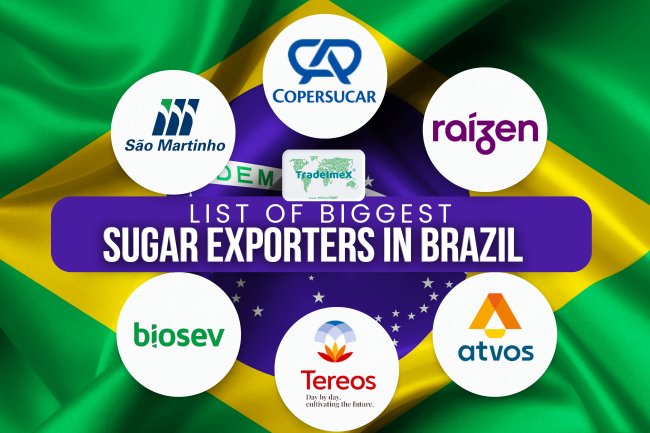 COPERSUCAR
São Martinho
raízen
DEM
TradeImeX
LIST OF BIGGEST
SUGAR EXPORTERS IN BRAZIL
biosev
Tereos
Day by day,
cultivating the future.
atvos